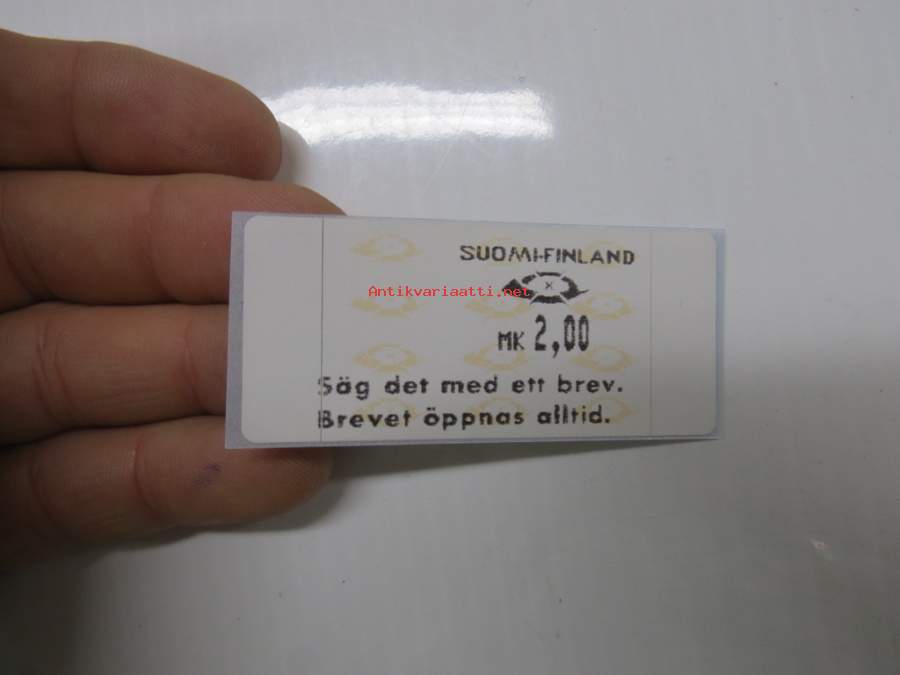 SUOMI-FINLAND
Antikvariaatti.net
MK 2,00
Säg det med ett brev.
Brevet öppnas alltid.